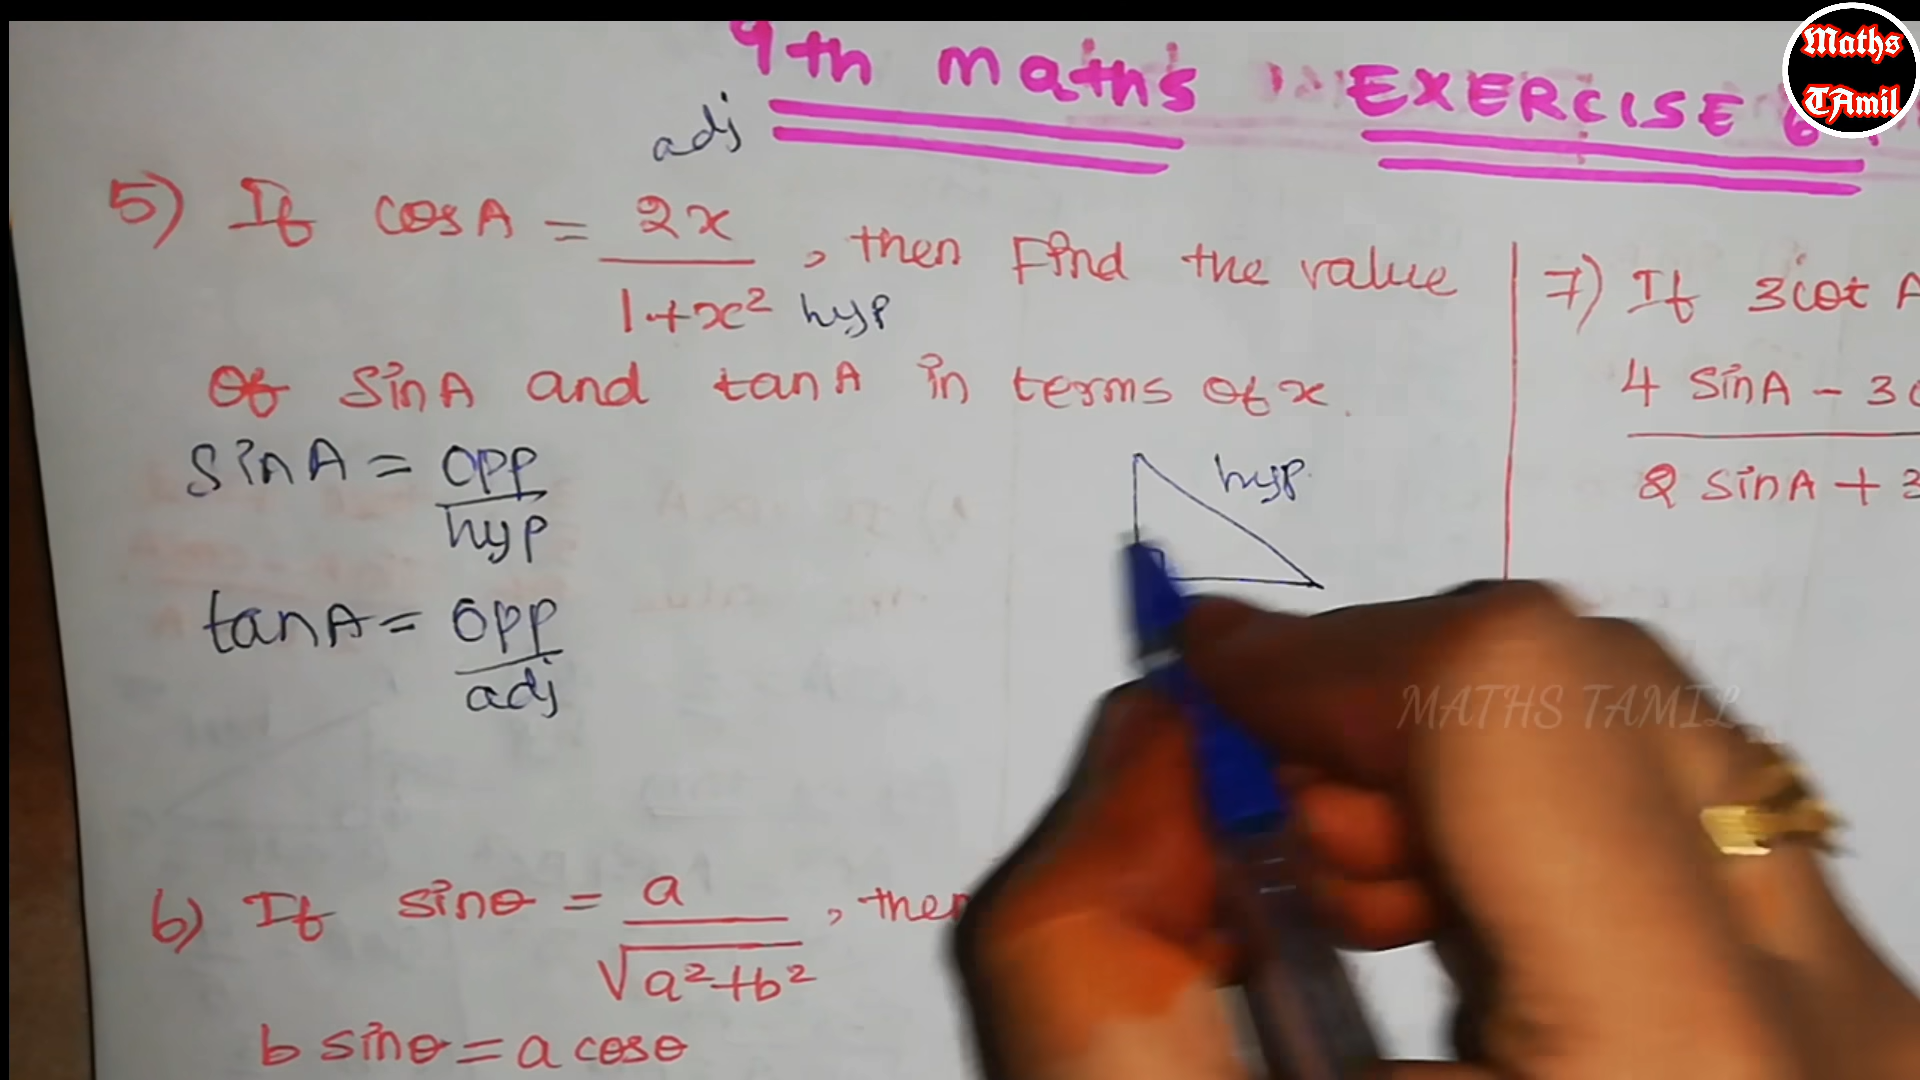 9th maths EXERCISE 6
Maths
TAmil
adj
5) If cosA = 2x / 1+x² , then Find the value
hyp
of sinA and tanA in terms of x.
sinA = opp / hyp
tanA = opp / adj
hyp
6) If sinθ = a / √a²+b² , then
b sinθ = a cosθ
7) If 3cot A
4 sinA - 3
2 sinA + 3
MATHS TAMIL